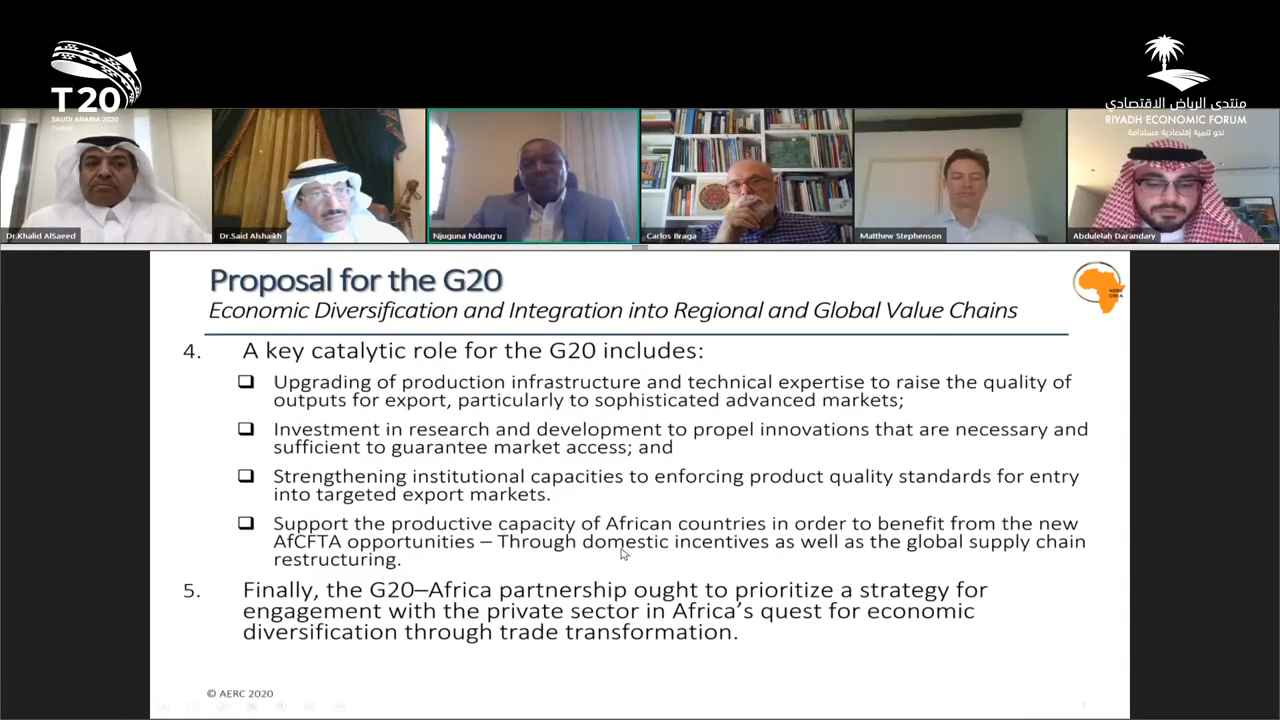 T20
SAUDI ARABIA 2020
THINK
منتدى الرياض الاقتصادي
RIYADH ECONOMIC FORUM
نحو تنمية إقتصادية مستدامة
Dr.Khalid AlSaeed
Dr.Said Alshaikh
Njuguna Ndung'u
Carlos Braga
Matthew Stephenson
Abdulelah Darandary
Proposal for the G20
Economic Diversification and Integration into Regional and Global Value Chains
AERC
CREA
4. A key catalytic role for the G20 includes:
Upgrading of production infrastructure and technical expertise to raise the quality of
outputs for export, particularly to sophisticated advanced markets;
Investment in research and development to propel innovations that are necessary and
sufficient to guarantee market access; and
Strengthening institutional capacities to enforcing product quality standards for entry
into targeted export markets.
Support the productive capacity of African countries in order to benefit from the new
AfCFTA opportunities – Through domestic incentives as well as the global supply chain
restructuring.
5. Finally, the G20–Africa partnership ought to prioritize a strategy for
engagement with the private sector in Africa's quest for economic
diversification through trade transformation.
© AERC 2020
7